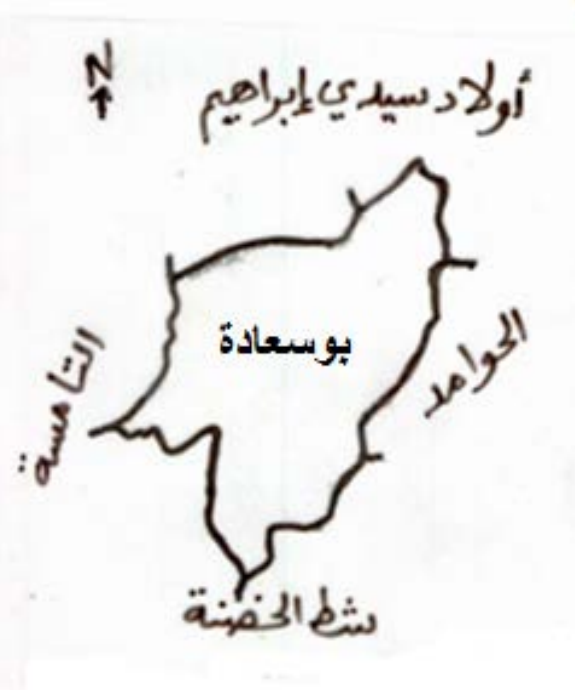 N
أولاد سيدي إبراهيم
بوسعادة
الحوامد
التامسة
شط الحضنة